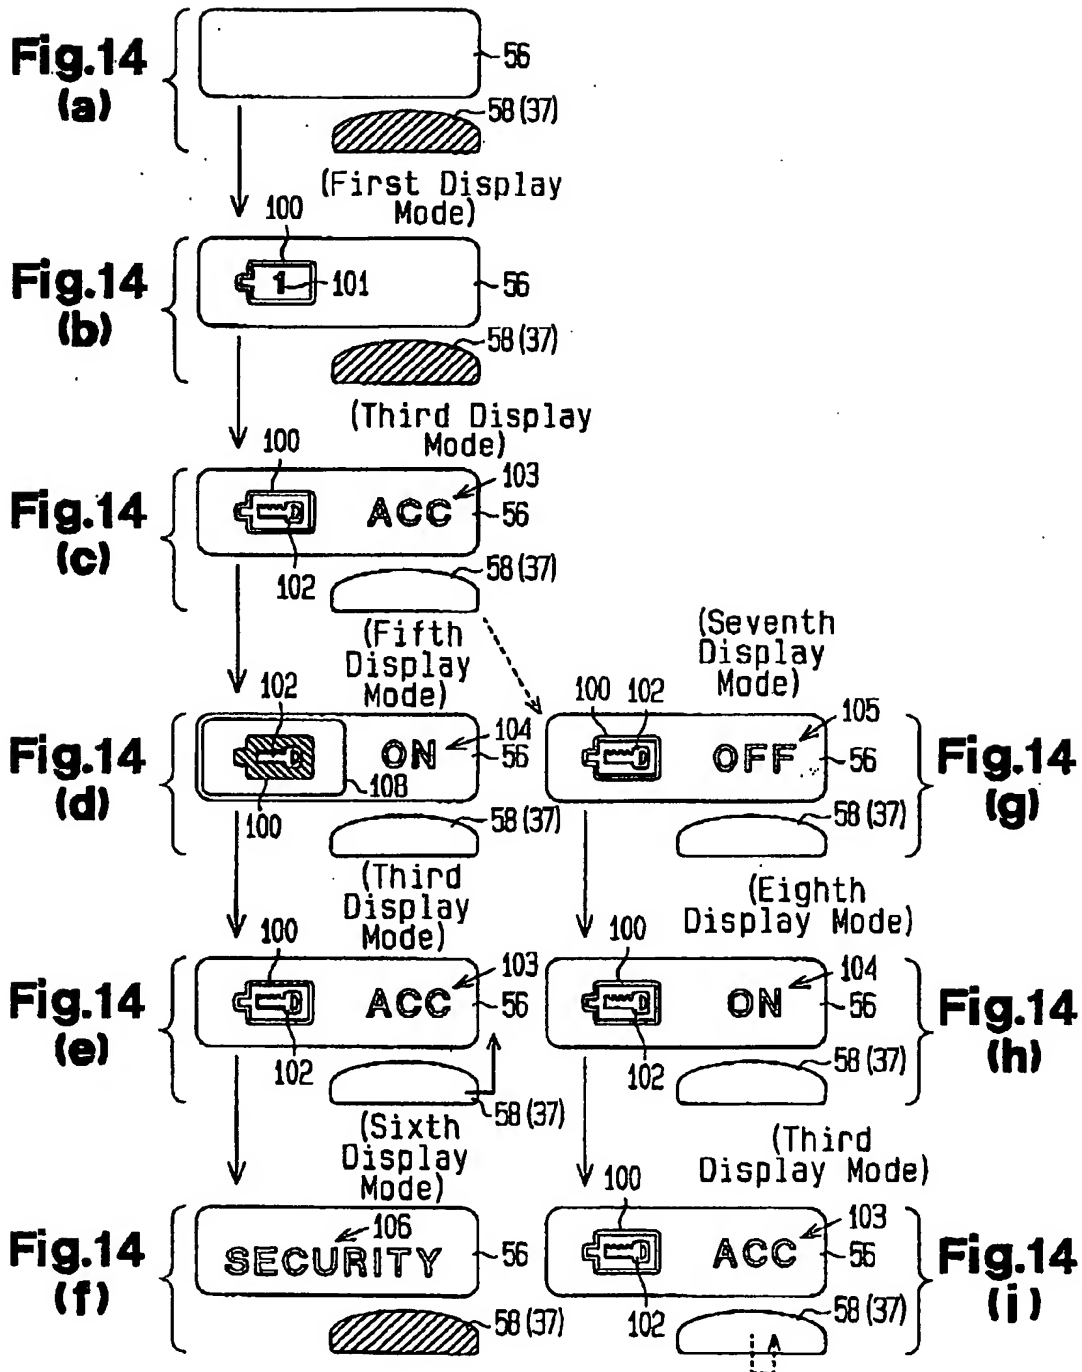 Fig.14
(a)
56
58 (37)
(First Display
Mode)
Fig.14
(b)
100
1
101
56
58 (37)
(Third Display
Mode)
Fig.14
(c)
100
ACC
103
56
102
58 (37)
(Fifth
Display
Mode)
Fig.14
(d)
102
ON
104
56
108
100
58 (37)
(Third
Display
Mode)
Fig.14
(e)
100
ACC
103
56
102
58 (37)
(Sixth
Display
Mode)
Fig.14
(f)
106
SECURITY
56
58 (37)
(Seventh
Display
Mode)
Fig.14
(g)
100
102
OFF
105
56
58 (37)
(Eighth
Display Mode)
Fig.14
(h)
100
ON
104
56
102
58 (37)
(Third
Display Mode)
Fig.14
(i)
100
ACC
103
56
102
58 (37)